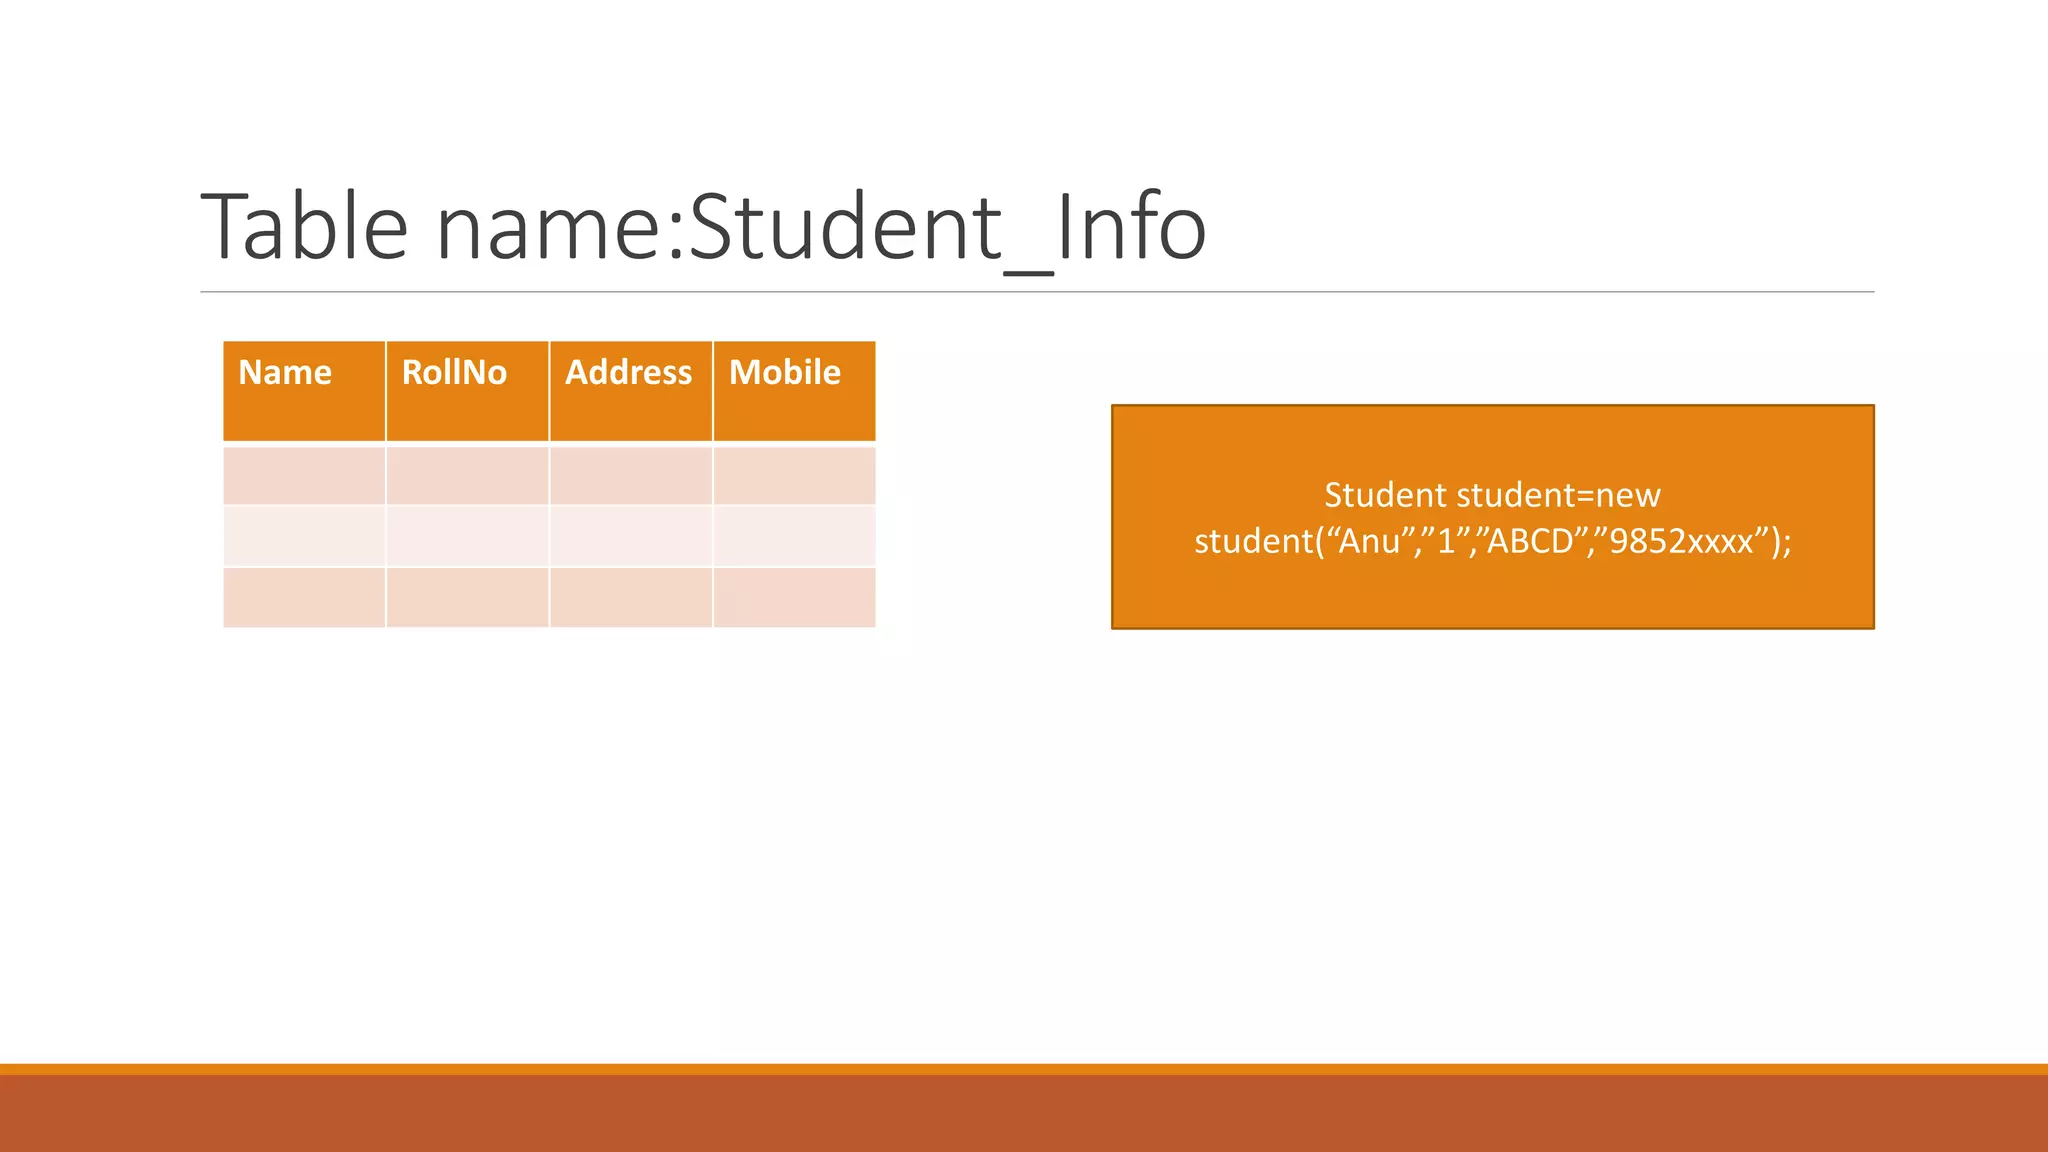 Table name:Student_Info
Name RollNo Address Mobile
Student student=new
student(“Anu”,”1”,”ABCD”,”9852xxxx”);